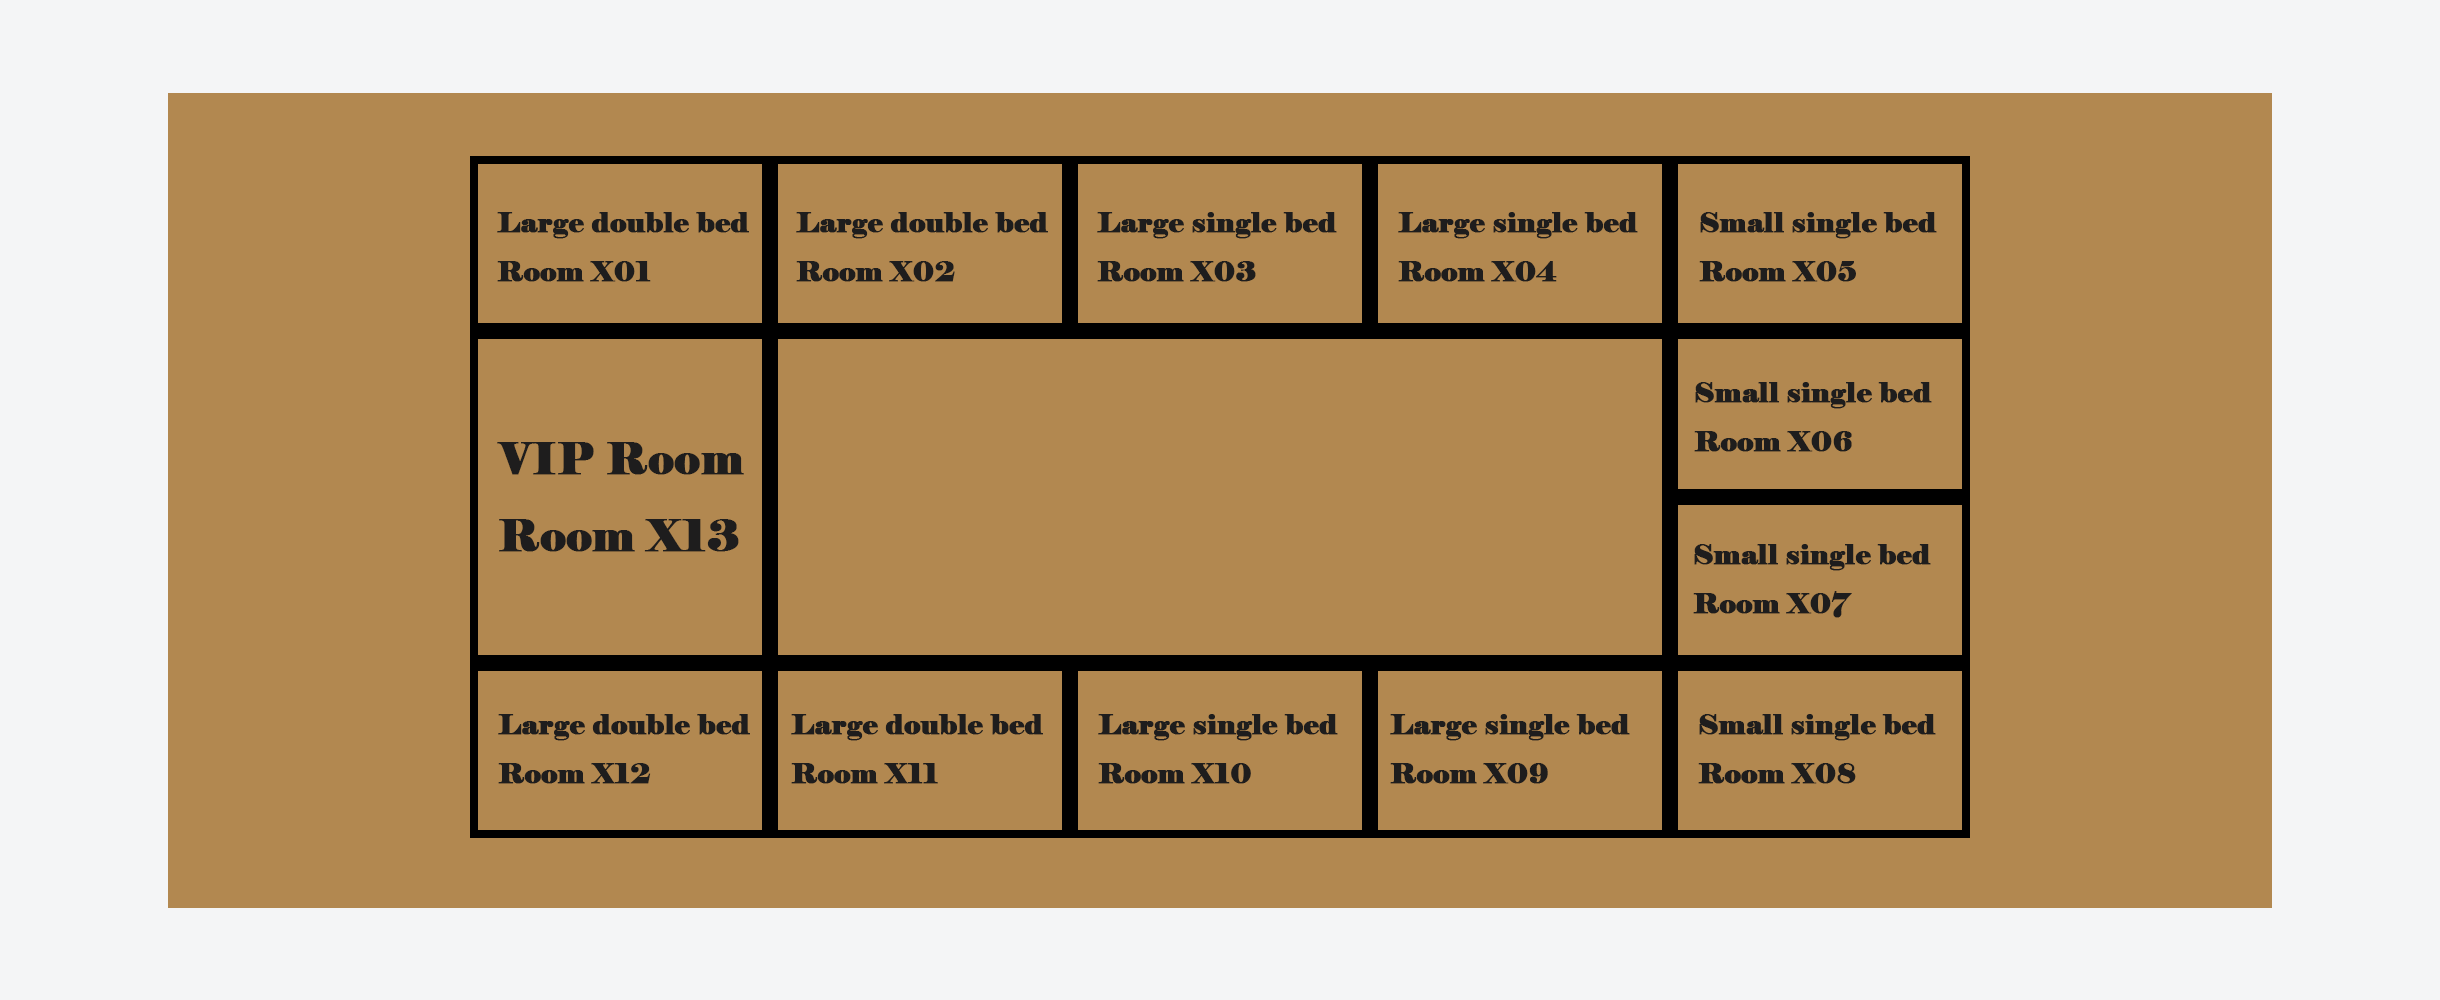 Large double bed
Room X01
Large double bed
Room X02
Large single bed
Room X03
Large single bed
Room X04
Small single bed
Room X05
VIP Room
Room X13
Small single bed
Room X06
Small single bed
Room X07
Large double bed
Room X12
Large double bed
Room X11
Large single bed
Room X10
Large single bed
Room X09
Small single bed
Room X08